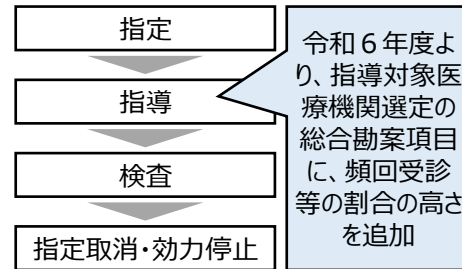 指定
指導
検査
指定取消・効力停止
令和６年度よ
り、指導対象医
療機関選定の
総合勘案項目
に、頻回受診
等の割合の高さ
を追加